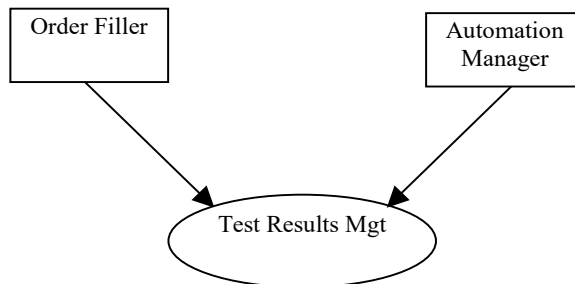 Order Filler
Automation
Manager
Test Results Mgt